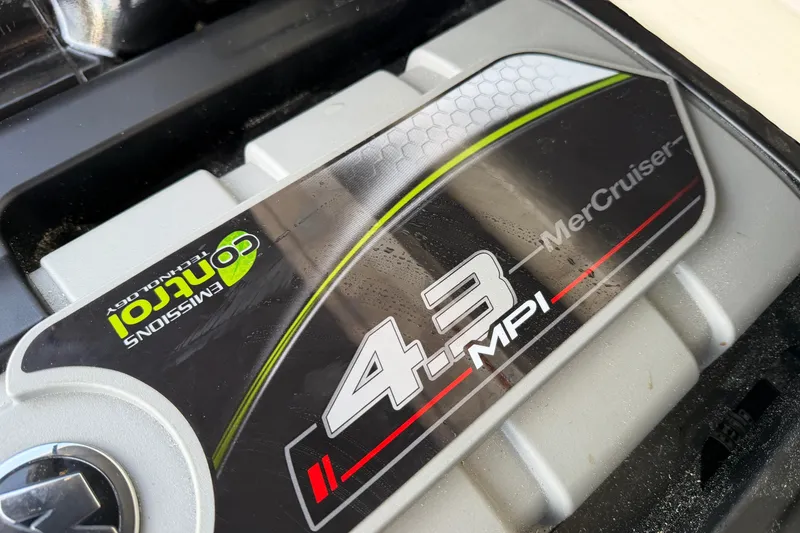 MerCruiser
4.3
MPI
EMISSIONS
control
TECHNOLOGY